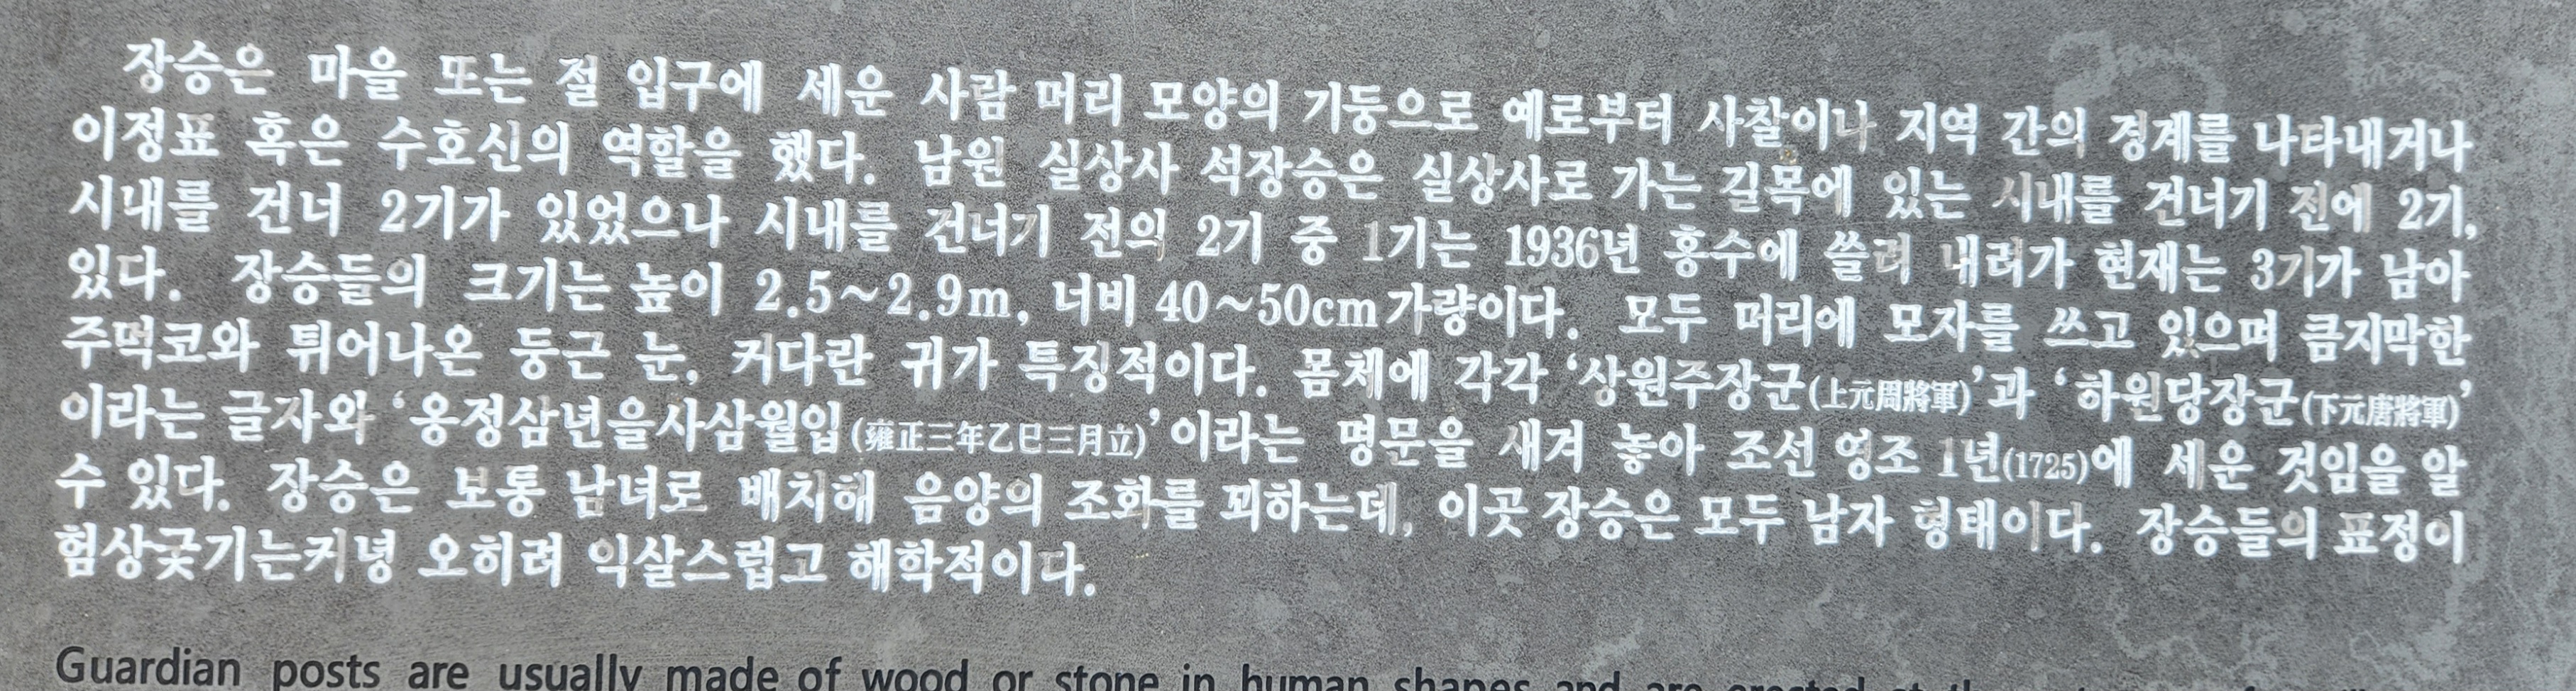 장승은 마을 또는 절 입구에 세운 사람 머리 모양의 기둥으로 예로부터 사찰이나 지역 간의 경계를 나타내거나
이정표 혹은 수호신의 역할을 했다. 남원 실상사 석장승은 실상사로 가는 길목에 있는 시내를 건너기 전에 2기,
시내를 건너 2기가 있었으나 시내를 건너기 전의 2기 중 1기는 1936년 홍수에 쓸려 내려가 현재는 3기가 남아
있다. 장승들의 크기는 높이 2.5~2.9m, 너비 40~50cm가량이다. 모두 머리에 모자를 쓰고 있으며 큼지막한
주먹코와 튀어나온 둥근 눈, 커다란 귀가 특징적이다. 몸체에 각각 ‘상원주장군(上元周將軍)’과 ‘하원당장군(下元唐將軍)’
이라는 글자와 ‘옹정삼년을사삼월입(雍正三年乙巳三月立)’이라는 명문을 새겨 놓아 조선 영조 1년(1725)에 세운 것임을 알
수 있다. 장승은 보통 남녀로 배치해 음양의 조화를 꾀하는데, 이곳 장승은 모두 남자 형태이다. 장승들의 표정이
험상궂기는커녕 오히려 익살스럽고 해학적이다.
Guardian posts are usually made of wood or stone in human shapes and are erected at